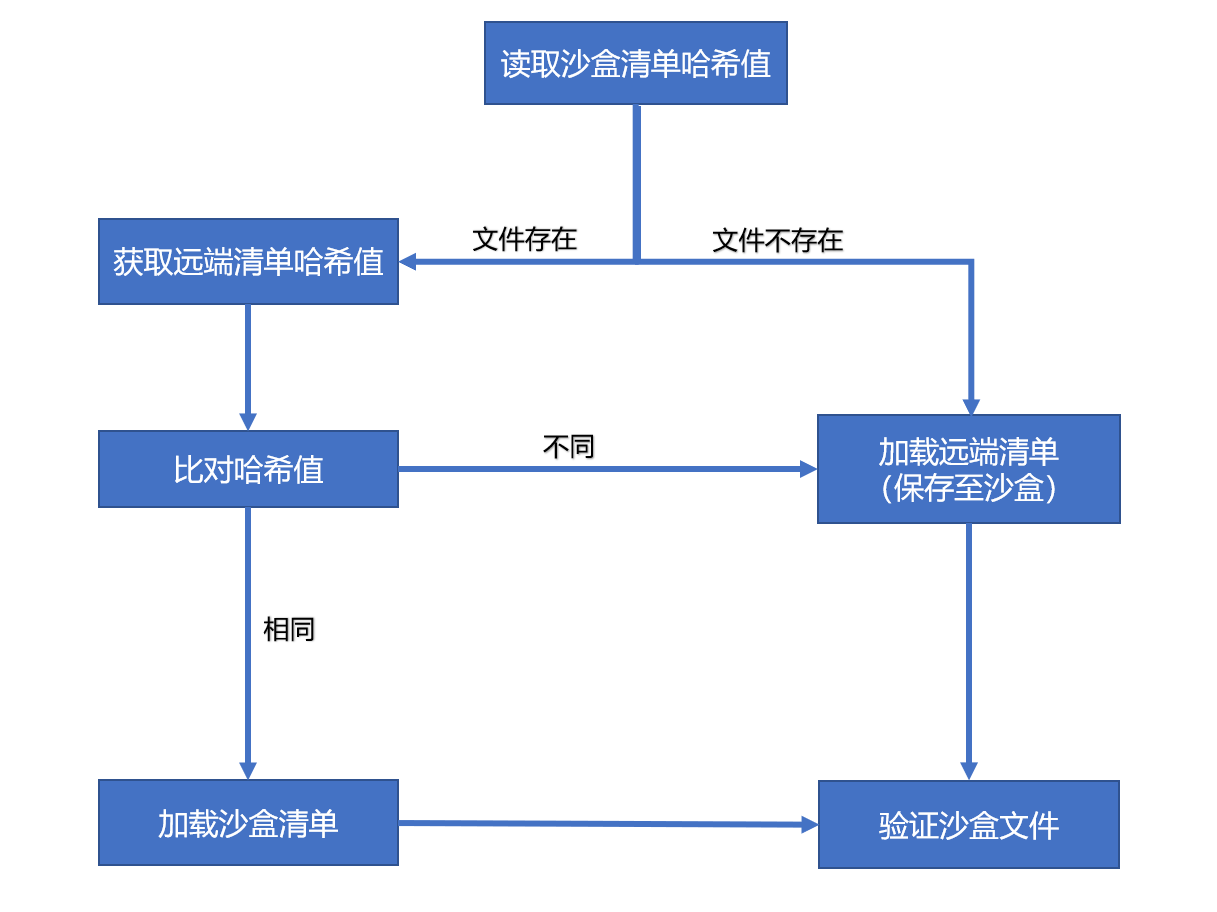 读取沙盒清单哈希值
文件存在
文件不存在
获取远端清单哈希值
比对哈希值
不同
加载远端清单
（保存至沙盒）
相同
加载沙盒清单
验证沙盒文件